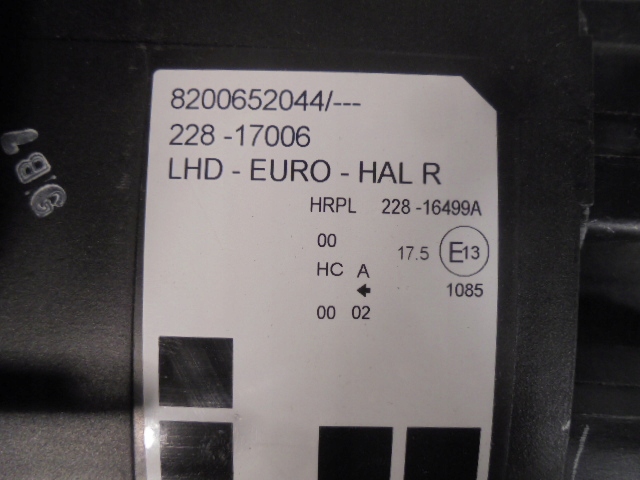 8200652044/---
228 -17006
LHD - EURO - HAL R
HRPL 228 -16499A
00
17.5 E13
HC A
1085
00 02